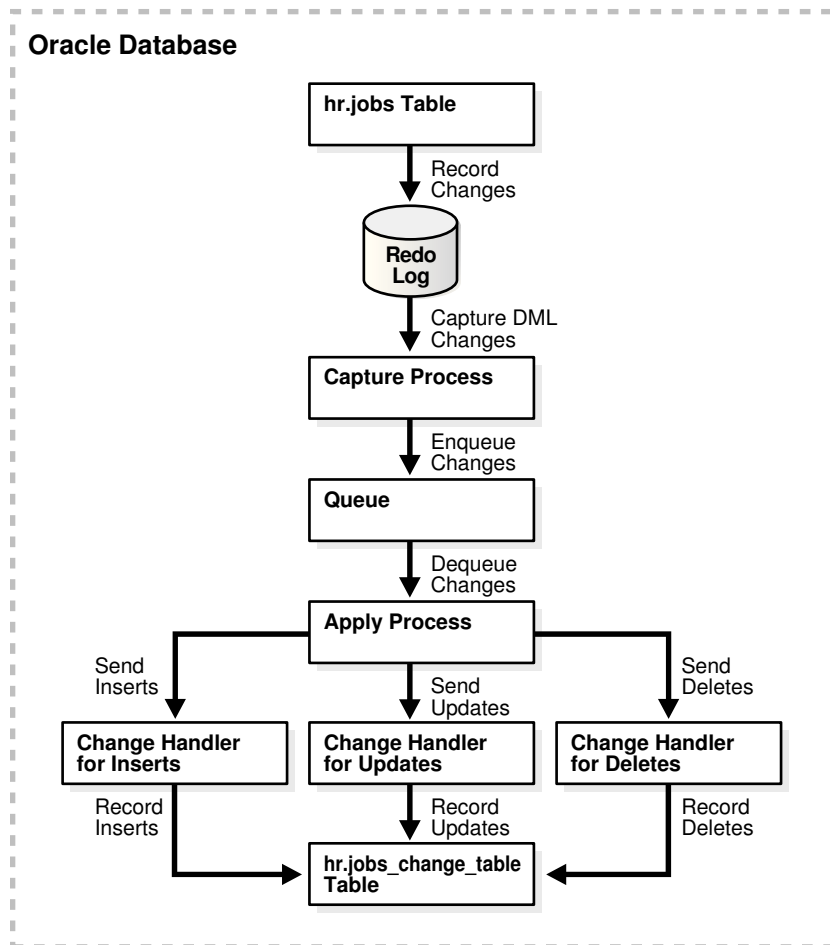 Oracle Database
hr.jobs Table
Record
Changes
Redo
Log
Capture DML
Changes
Capture Process
Enqueue
Changes
Queue
Dequeue
Changes
Apply Process
Send
Inserts
Send
Updates
Send
Deletes
Change Handler
for Inserts
Change Handler
for Updates
Change Handler
for Deletes
Record
Inserts
Record
Updates
Record
Deletes
hr.jobs_change_table
Table